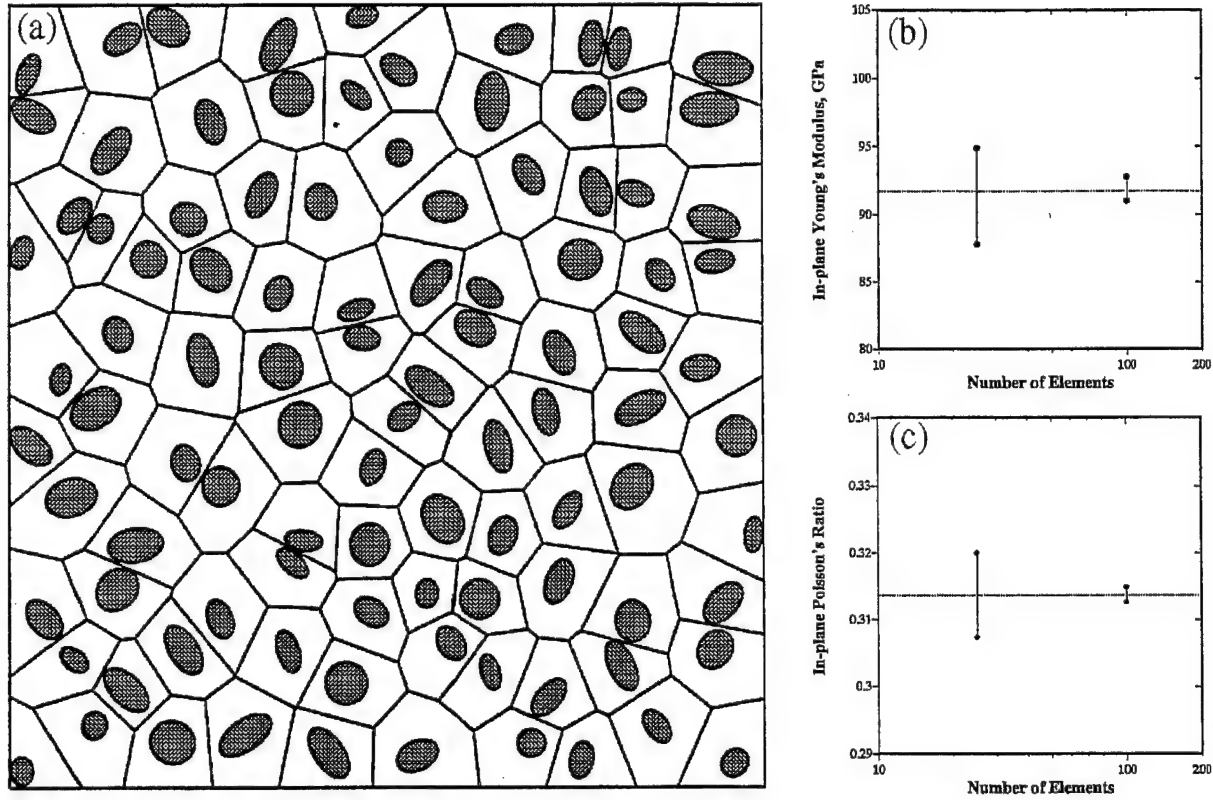 (a)
(b)
105
100
95
90
85
80
10
100
200
In-plane Young's Modulus, GPa
Number of Elements
(c)
0.34
0.33
0.32
0.31
0.3
0.29
10
100
200
In-plane Poisson's Ratio
Number of Elements